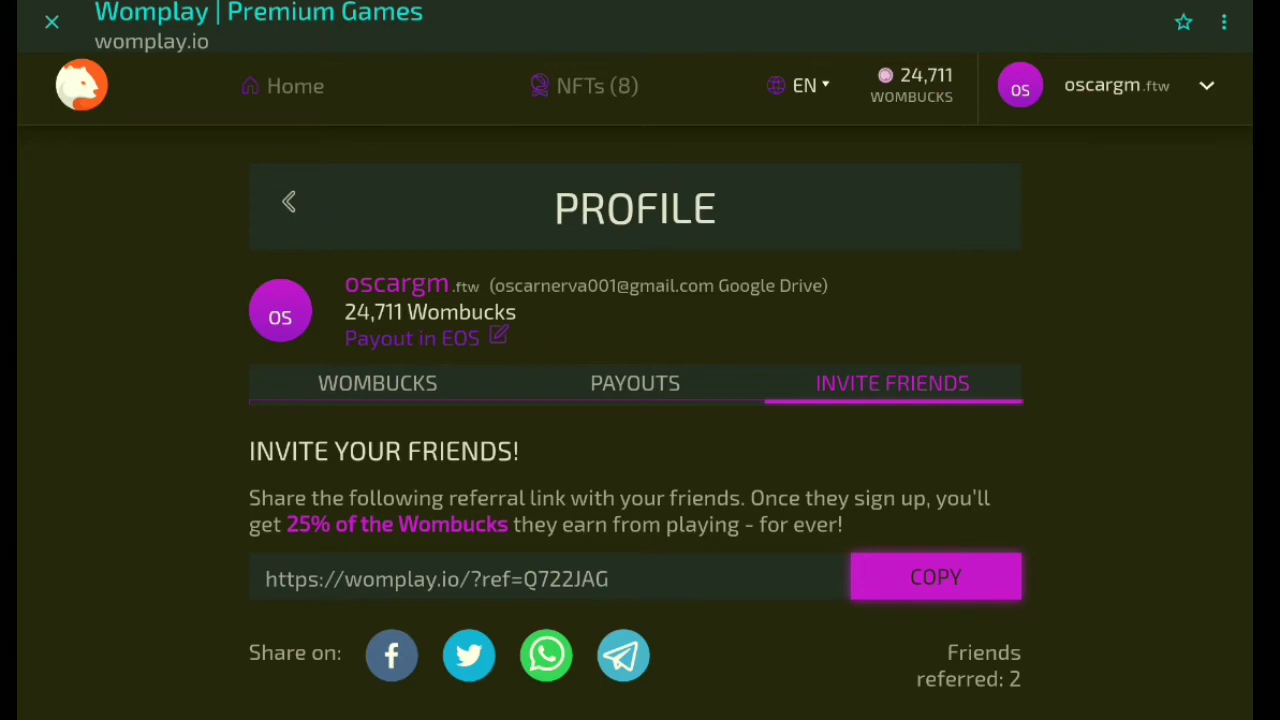 Womplay | Premium Games
womplay.io
Home
NFTs (8)
EN
24,711
WOMBUCKS
OS
oscargm.ftw
PROFILE
OS
oscargm.ftw (oscarnerva001@gmail.com Google Drive)
24,711 Wombucks
Payout in EOS
WOMBUCKS
PAYOUTS
INVITE FRIENDS
INVITE YOUR FRIENDS!
Share the following referral link with your friends. Once they sign up, you'll
get 25% of the Wombucks they earn from playing - for ever!
https://womplay.io/?ref=Q722JAG
COPY
Share on:
Friends
referred: 2